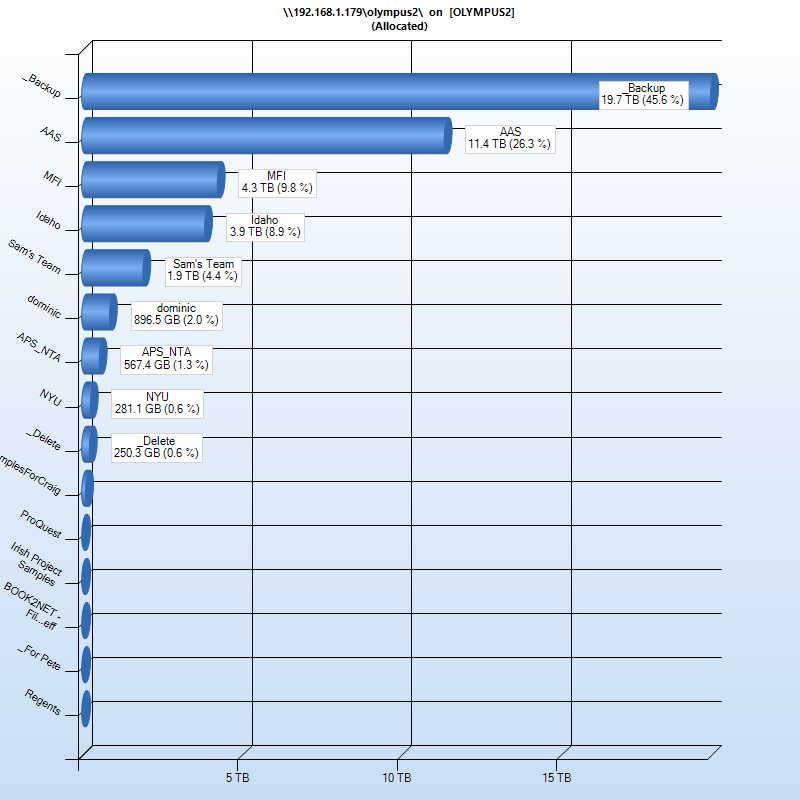 \\192.168.1.179\olympus2\ on [OLYMPUS2]
(Allocated)
_Backup
_Backup
19.7 TB (45.6 %)
AAS
AAS
11.4 TB (26.3 %)
MFI
MFI
4.3 TB (9.8 %)
Idaho
Idaho
3.9 TB (8.9 %)
Sam's Team
Sam's Team
1.9 TB (4.4 %)
dominic
dominic
896.5 GB (2.0 %)
APS_NTA
APS_NTA
567.4 GB (1.3 %)
NYU
NYU
281.1 GB (0.6 %)
_Delete
_Delete
250.3 GB (0.6 %)
mplesForCraig
ProQuest
Irish Project
Samples
BOOK2NET -
Fil...eff
_For Pete
Regents
5 TB
10 TB
15 TB